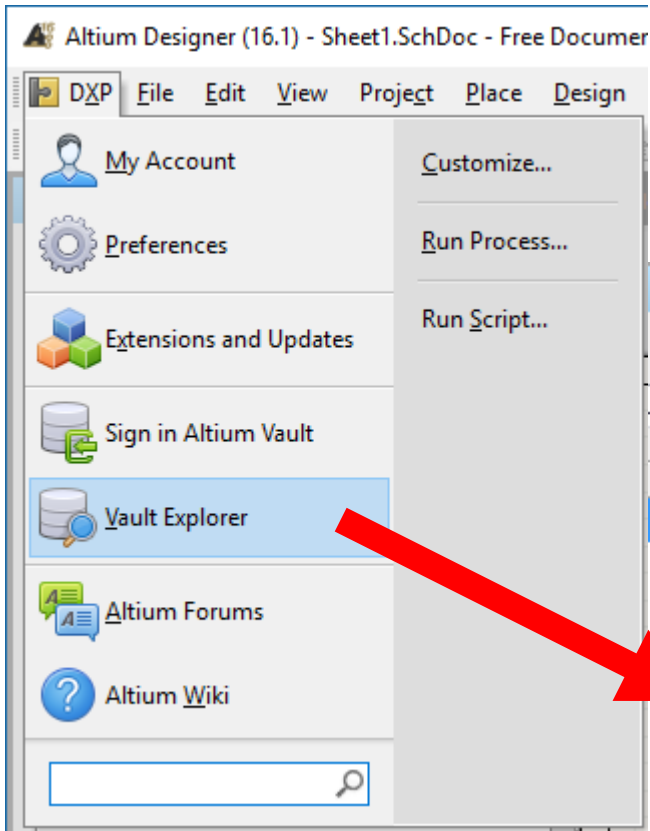 Altium Designer (16.1) - Sheet1.SchDoc - Free Documen
DXP File Edit View Project Place Design
My Account
Preferences
Extensions and Updates
Sign in Altium Vault
Vault Explorer
Altium Forums
Altium Wiki
Customize...
Run Process...
Run Script...